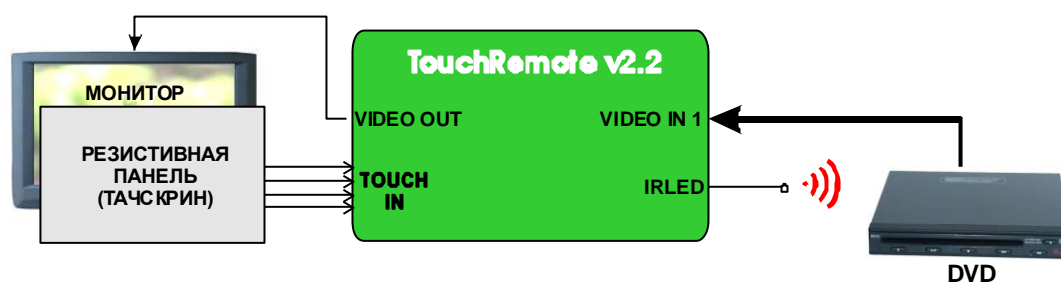 TouchRemote v2.2
МОНИТОР
VIDEO OUT
VIDEO IN 1
РЕЗИСТИВНАЯ
ПАНЕЛЬ
(ТАЧСКРИН)
TOUCH
IN
IRLED
DVD